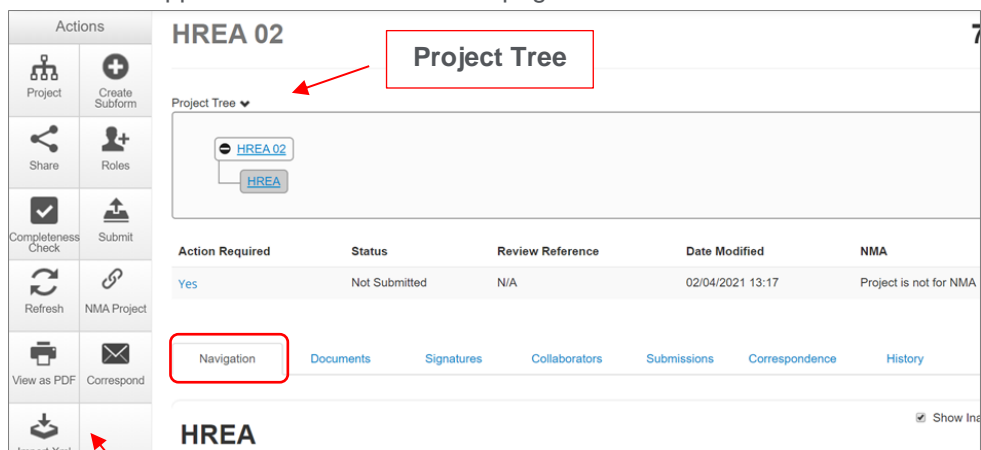 Actions
HREA 02
Project Tree
Project
Create
Subform
Project Tree
HREA 02
HREA
Share
Roles
Completeness
Check
Submit
Action Required Status Review Reference Date Modified NMA
Yes Not Submitted N/A 02/04/2021 13:17 Project is not for NMA
Refresh
NMA Project
Navigation Documents Signatures Collaborators Submissions Correspondence History
View as PDF
Correspond
Show
HREA